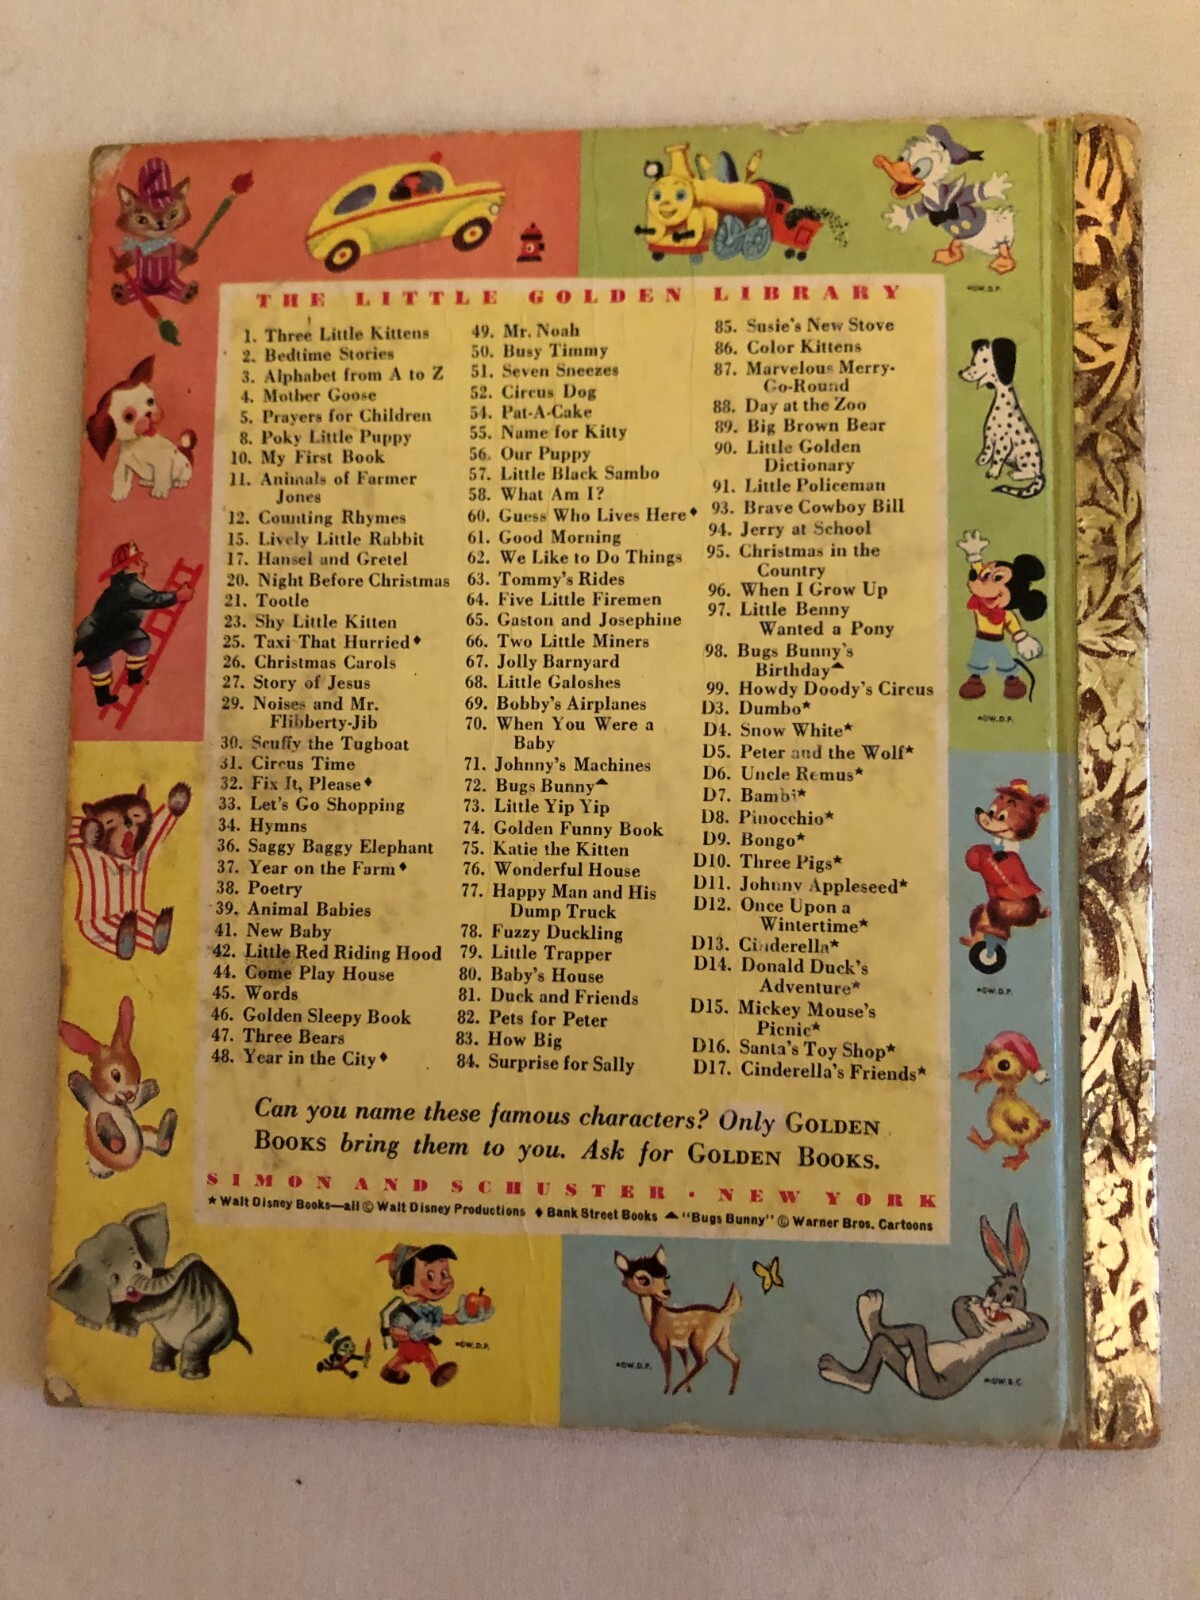 THE LITTLE GOLDEN LIBRARY
1. Three Little Kittens
2. Bedtime Stories
3. Alphabet from A to Z
4. Mother Goose
5. Prayers for Children
8. Poky Little Puppy
10. My First Book
11. Animals of Farmer
Jones
12. Counting Rhymes
15. Lively Little Rabbit
17. Hansel and Gretel
20. Night Before Christmas
21. Tootle
23. Shy Little Kitten
25. Taxi That Hurried♦
26. Christmas Carols
27. Story of Jesus
29. Noises and Mr.
Flibberty-Jib
30. Scuffy the Tugboat
31. Circus Time
32. Fix It, Please♦
33. Let's Go Shopping
34. Hymns
36. Saggy Baggy Elephant
37. Year on the Farm♦
38. Poetry
39. Animal Babies
41. New Baby
42. Little Red Riding Hood
44. Come Play House
45. Words
46. Golden Sleepy Book
47. Three Bears
48. Year in the City♦
49. Mr. Noah
50. Busy Timmy
51. Seven Sneezes
52. Circus Dog
54. Pat-A-Cake
55. Name for Kitty
56. Our Puppy
57. Little Black Sambo
58. What Am I?
60. Guess Who Lives Here♦
61. Good Morning
62. We Like to Do Things
63. Tommy's Rides
64. Five Little Firemen
65. Gaston and Josephine
66. Two Little Miners
67. Jolly Barnyard
68. Little Galoshes
69. Bobby's Airplanes
70. When You Were a
Baby
71. Johnny's Machines
72. Bugs Bunny▲
73. Little Yip Yip
74. Golden Funny Book
75. Katie the Kitten
76. Wonderful House
77. Happy Man and His
Dump Truck
78. Fuzzy Duckling
79. Little Trapper
80. Baby's House
81. Duck and Friends
82. Pets for Peter
83. How Big
84. Surprise for Sally
85. Susie's New Stove
86. Color Kittens
87. Marvelous Merry-
Go-Round
88. Day at the Zoo
89. Big Brown Bear
90. Little Golden
Dictionary
91. Little Policeman
93. Brave Cowboy Bill
94. Jerry at School
95. Christmas in the
Country
96. When I Grow Up
97. Little Benny
Wanted a Pony
98. Bugs Bunny's
Birthday▲
99. Howdy Doody's Circus
D3. Dumbo★
D4. Snow White★
D5. Peter and the Wolf★
D6. Uncle Remus★
D7. Bambi★
D8. Pinocchio★
D9. Bongo★
D10. Three Pigs★
D11. Johnny Appleseed★
D12. Once Upon a
Wintertime★
D13. Cinderella★
D14. Donald Duck's
Adventure★
D15. Mickey Mouse's
Picnic★
D16. Santa's Toy Shop★
D17. Cinderella's Friends★
Can you name these famous characters? Only GOLDEN
BOOKS bring them to you. Ask for GOLDEN BOOKS.
SIMON AND SCHUSTER · NEW YORK
★ Walt Disney Books—all © Walt Disney Productions ♦ Bank Street Books ▲ "Bugs Bunny" © Warner Bros. Cartoons
★©W.D.P.
★©W.D.P.
★©W.D.P.
★©W.D.P.
★©W.D.P.
★©W.B.C.